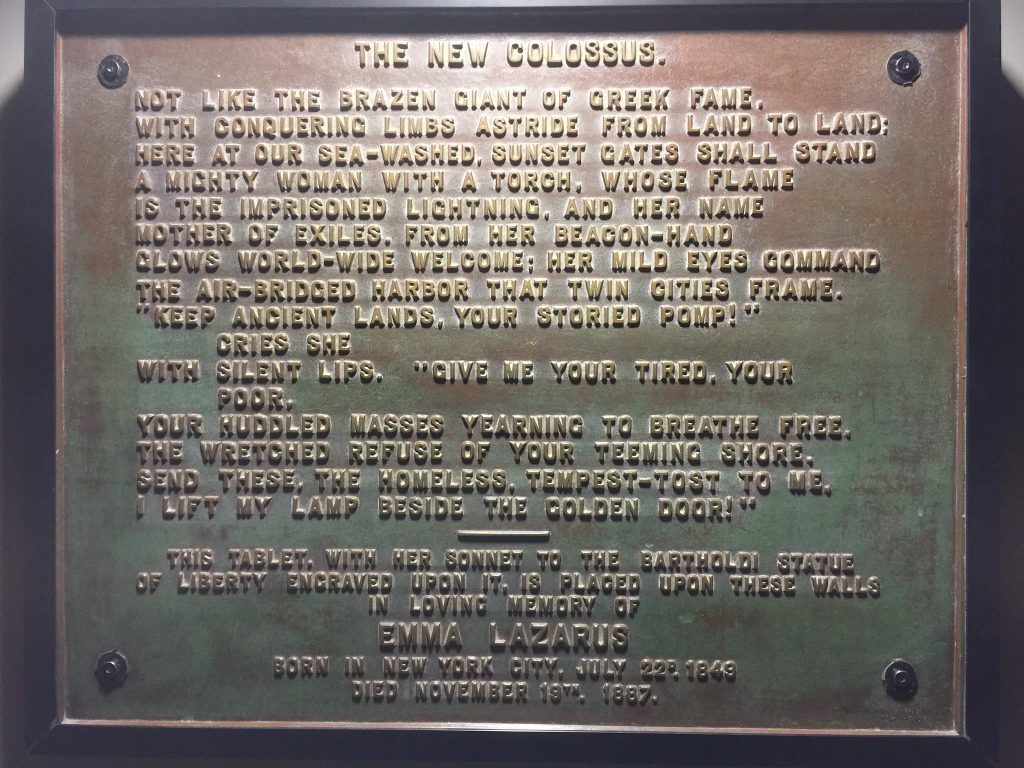 THE NEW COLOSSUS.
NOT LIKE THE BRAZEN GIANT OF GREEK FAME,
WITH CONQUERING LIMBS ASTRIDE FROM LAND TO LAND;
HERE AT OUR SEA-WASHED, SUNSET GATES SHALL STAND
A MIGHTY WOMAN WITH A TORCH, WHOSE FLAME
IS THE IMPRISONED LIGHTNING, AND HER NAME
MOTHER OF EXILES. FROM HER BEACON-HAND
GLOWS WORLD-WIDE WELCOME; HER MILD EYES COMMAND
THE AIR-BRIDGED HARBOR THAT TWIN CITIES FRAME.
"KEEP ANCIENT LANDS, YOUR STORIED POMP!"
CRIES SHE
WITH SILENT LIPS. "GIVE ME YOUR TIRED, YOUR
POOR,
YOUR HUDDLED MASSES YEARNING TO BREATHE FREE,
THE WRETCHED REFUSE OF YOUR TEEMING SHORE.
SEND THESE, THE HOMELESS, TEMPEST-TOST TO ME,
I LIFT MY LAMP BESIDE THE GOLDEN DOOR!"
THIS TABLET, WITH HER SONNET TO THE BARTHOLDI STATUE
OF LIBERTY ENGRAVED UPON IT, IS PLACED UPON THESE WALLS
IN LOVING MEMORY OF
EMMA LAZARUS
BORN IN NEW YORK CITY, JULY 22D, 1849
DIED NOVEMBER 19TH, 1887.